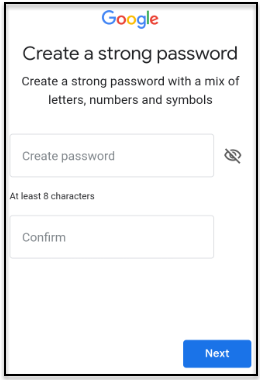 Google
Create a strong password
Create a strong password with a mix of
letters, numbers and symbols
Create password
At least 8 characters
Confirm
Next